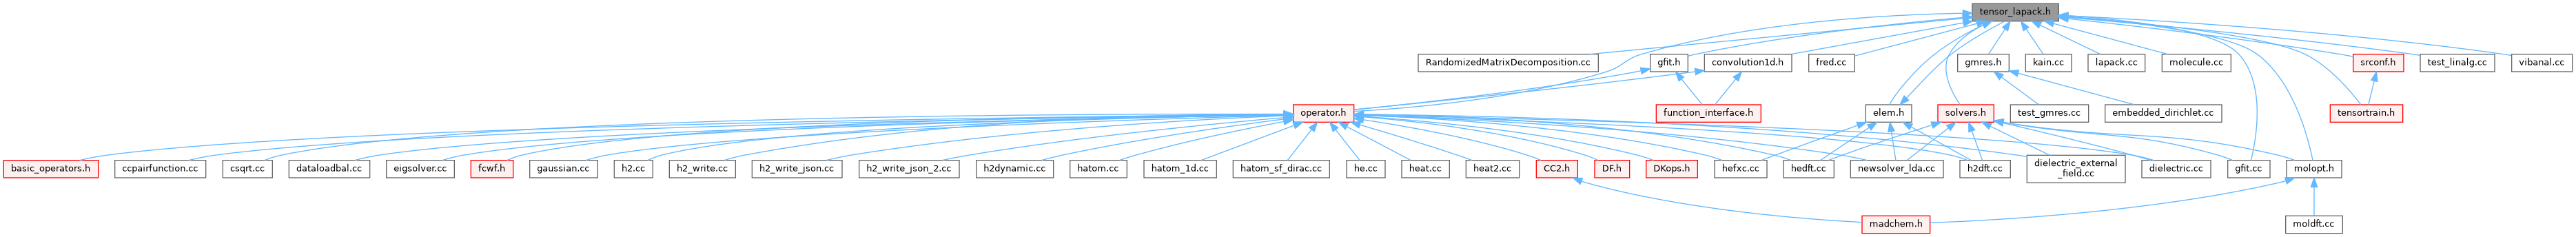 tensor_lapack.h
RandomizedMatrixDecomposition.cc
gfit.h
convolution1d.h
fred.cc
gmres.h
kain.cc
lapack.cc
molecule.cc
srconf.h
test_linalg.cc
vibanal.cc
operator.h
function_interface.h
elem.h
solvers.h
test_gmres.cc
embedded_dirichlet.cc
tensortrain.h
basic_operators.h
ccpairfunction.cc
csqrt.cc
dataloadbal.cc
eigsolver.cc
fcwf.h
gaussian.cc
h2.cc
h2_write.cc
h2_write_json.cc
h2_write_json_2.cc
h2dynamic.cc
hatom.cc
hatom_1d.cc
hatom_sf_dirac.cc
he.cc
heat.cc
heat2.cc
CC2.h
DF.h
DKops.h
hefxc.cc
hedft.cc
newsolver_lda.cc
h2dft.cc
dielectric_external
_field.cc
dielectric.cc
gfit.cc
molopt.h
madchem.h
moldft.cc